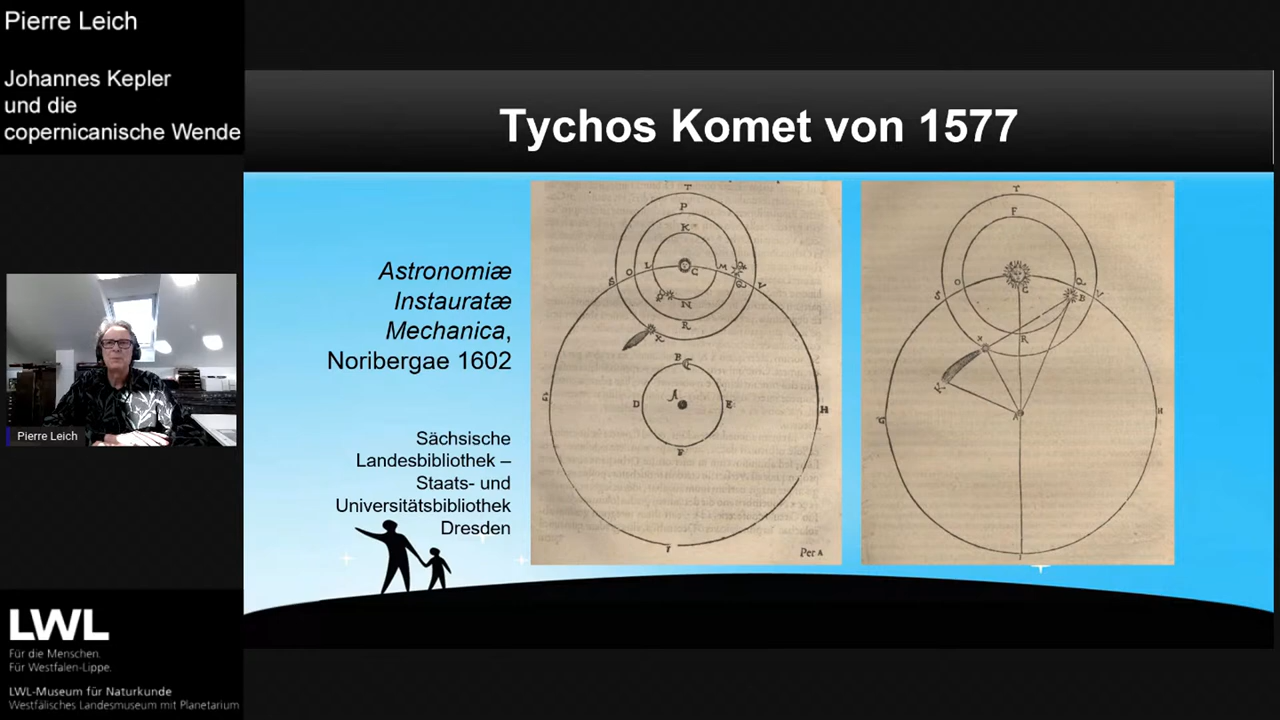 Pierre Leich
Johannes Kepler
und die
copernicanische Wende
Tychos Komet von 1577
Astronomiæ
Instauratæ
Mechanica,
Noribergae 1602
Sächsische
Landesbibliothek –
Staats- und
Universitätsbibliothek
Dresden
T
P
K
L
C
M
O
S
V
N
R
X
B
A
D
E
F
H
Per A
T
F
C
S
O
V
B
R
X
K
A
G
H
Pierre Leich
LWL
Für die Menschen.
Für Westfalen-Lippe.
LWL-Museum für Naturkunde
Westfälisches Landesmuseum mit Planetarium